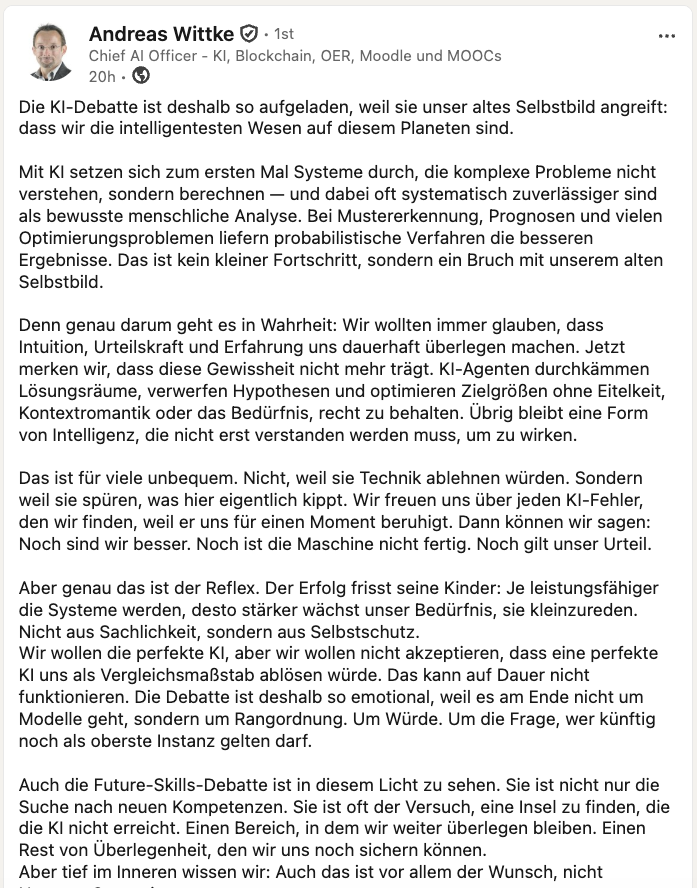 Andreas Wittke · 1st
Chief AI Officer - KI, Blockchain, OER, Moodle und MOOCs
20h ·
Die KI-Debatte ist deshalb so aufgeladen, weil sie unser altes Selbstbild angreift:
dass wir die intelligentesten Wesen auf diesem Planeten sind.
Mit KI setzen sich zum ersten Mal Systeme durch, die komplexe Probleme nicht
verstehen, sondern berechnen — und dabei oft systematisch zuverlässiger sind
als bewusste menschliche Analyse. Bei Mustererkennung, Prognosen und vielen
Optimierungsproblemen liefern probabilistische Verfahren die besseren
Ergebnisse. Das ist kein kleiner Fortschritt, sondern ein Bruch mit unserem alten
Selbstbild.
Denn genau darum geht es in Wahrheit: Wir wollten immer glauben, dass
Intuition, Urteilskraft und Erfahrung uns dauerhaft überlegen machen. Jetzt
merken wir, dass diese Gewissheit nicht mehr trägt. KI-Agenten durchkämmen
Lösungsräume, verwerfen Hypothesen und optimieren Zielgrößen ohne Eitelkeit,
Kontextromantik oder das Bedürfnis, recht zu behalten. Übrig bleibt eine Form
von Intelligenz, die nicht erst verstanden werden muss, um zu wirken.
Das ist für viele unbequem. Nicht, weil sie Technik ablehnen würden. Sondern
weil sie spüren, was hier eigentlich kippt. Wir freuen uns über jeden KI-Fehler,
den wir finden, weil er uns für einen Moment beruhigt. Dann können wir sagen:
Noch sind wir besser. Noch ist die Maschine nicht fertig. Noch gilt unser Urteil.
Aber genau das ist der Reflex. Der Erfolg frisst seine Kinder: Je leistungsfähiger
die Systeme werden, desto stärker wächst unser Bedürfnis, sie kleinzureden.
Nicht aus Sachlichkeit, sondern aus Selbstschutz.
Wir wollen die perfekte KI, aber wir wollen nicht akzeptieren, dass eine perfekte
KI uns als Vergleichsmaßstab ablösen würde. Das kann auf Dauer nicht
funktionieren. Die Debatte ist deshalb so emotional, weil es am Ende nicht um
Modelle geht, sondern um Rangordnung. Um Würde. Um die Frage, wer künftig
noch als oberste Instanz gelten darf.
Auch die Future-Skills-Debatte ist in diesem Licht zu sehen. Sie ist nicht nur die
Suche nach neuen Kompetenzen. Sie ist oft der Versuch, eine Insel zu finden, die
die KI nicht erreicht. Einen Bereich, in dem wir weiter überlegen bleiben. Einen
Rest von Überlegenheit, den wir uns noch sichern können.
Aber tief im Inneren wissen wir: Auch das ist vor allem der Wunsch, nicht